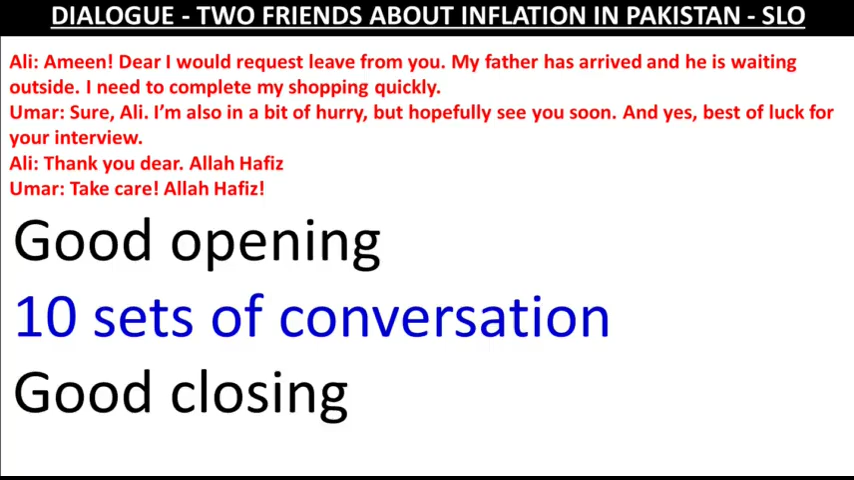 DIALOGUE - TWO FRIENDS ABOUT INFLATION IN PAKISTAN - SLO
Ali: Ameen! Dear I would request leave from you. My father has arrived and he is waiting
outside. I need to complete my shopping quickly.
Umar: Sure, Ali. I'm also in a bit of hurry, but hopefully see you soon. And yes, best of luck for
your interview.
Ali: Thank you dear. Allah Hafiz
Umar: Take care! Allah Hafiz!
Good opening
10 sets of conversation
Good closing